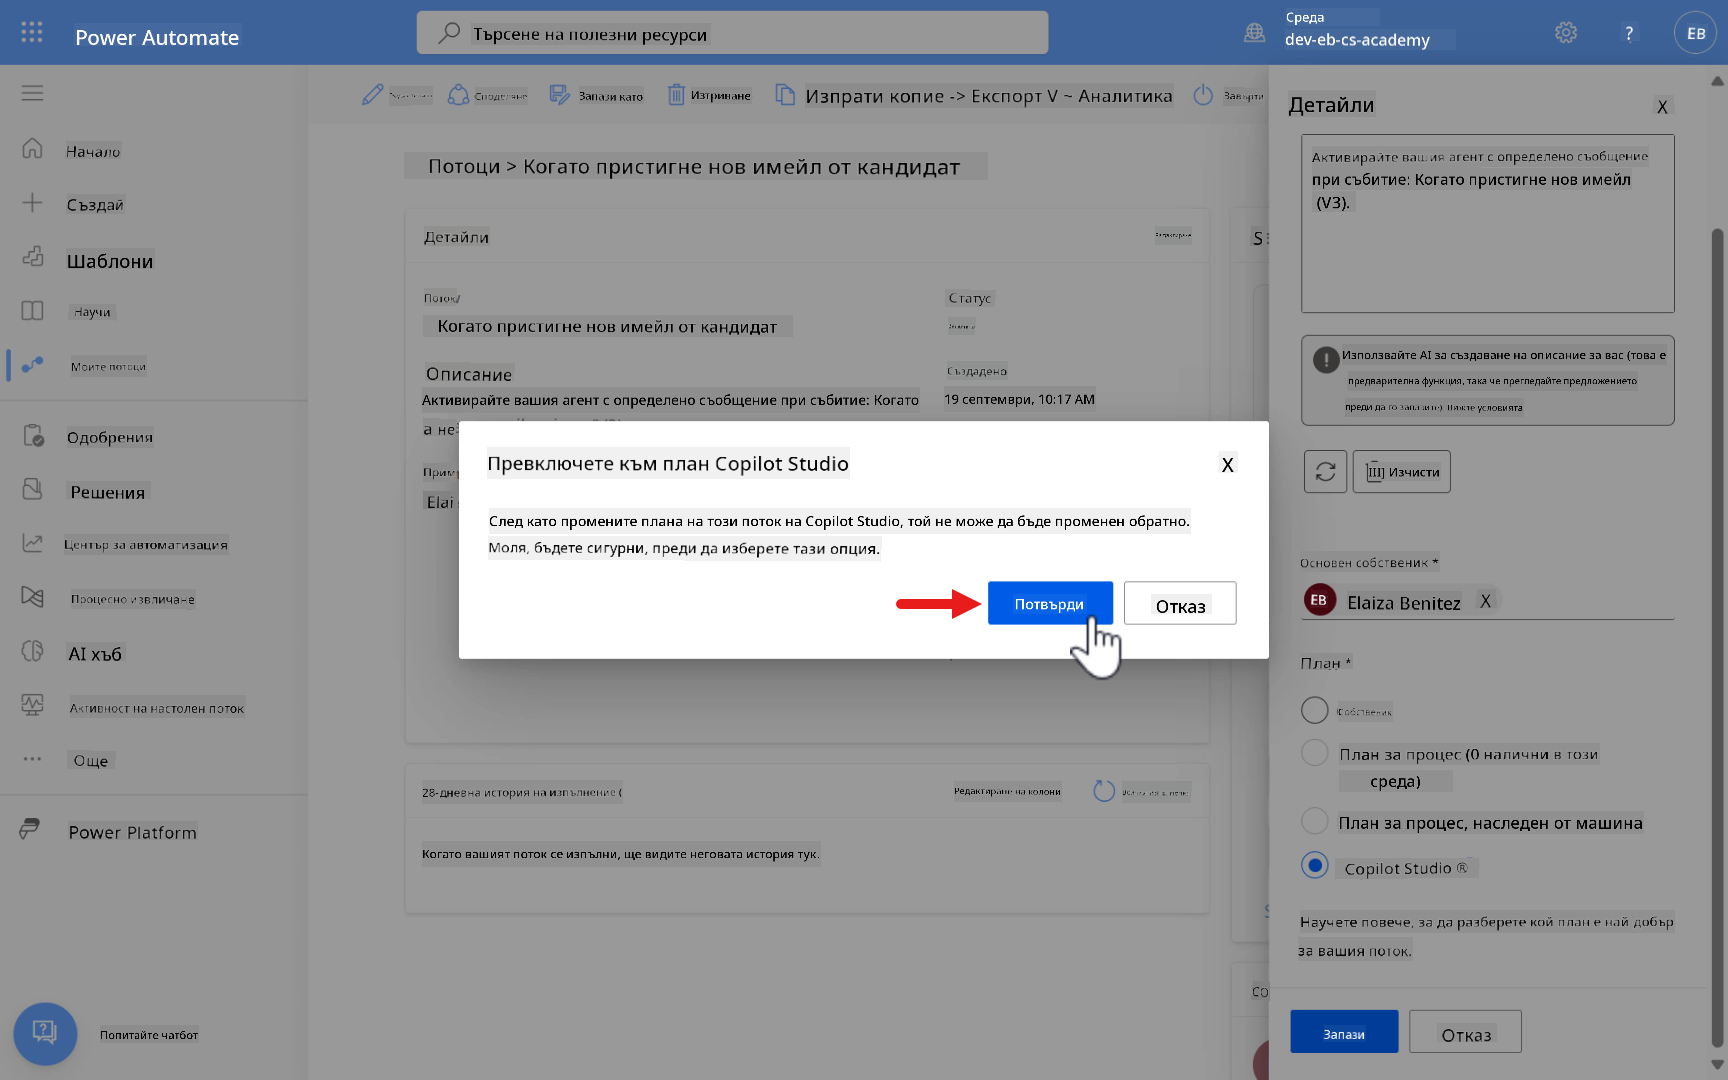 Power Automate
Търсене на полезни ресурси
Среда
dev-eb-cs-academy
?
EB
Споделяне
Запази като
Изтриване
Изпрати копие -> Експорт V ~ Аналитика
Начало
Създай
Шаблони
Научи
Моите потоци
Одобрения
Решения
Център за автоматизация
Процесно извличане
AI хъб
Активност на настолен поток
Още
Power Platform
Попитайте чатбот
Потоци > Когато пристигне нов имейл от кандидат
Детайли
Поток/
Когато пристигне нов имейл от кандидат
Статус
Описание
Активирайте вашия агент с определено съобщение при събитие: Когато
а не
Създадено
19 септември, 10:17 AM
Прим
Elai
Превключете към план Copilot Studio
X
След като промените плана на този поток на Copilot Studio, той не може да бъде променен обратно.
Моля, бъдете сигурни, преди да изберете тази опция.
Потвърди
Отказ
28-дневна история на изпълнение (
Редактиране на колони
Когато вашият поток се изпълни, ще видите неговата история тук.
Детайли
X
Активирайте вашия агент с определено съобщение
при събитие: Когато пристигне нов имейл
(V3).
Използвайте AI за създаване на описание за вас (това е
предварителна функция, така че прегледайте предложението
преди да го запазите). Вижте условията
Изчисти
Основен собственик *
EB
Elaiza Benitez X
План *
Собственик
План за процес (0 налични в този
среда)
План за процес, наследен от машина
Copilot Studio ®
Научете повече, за да разберете кой план е най добър
за вашия поток.
Запази
Отказ